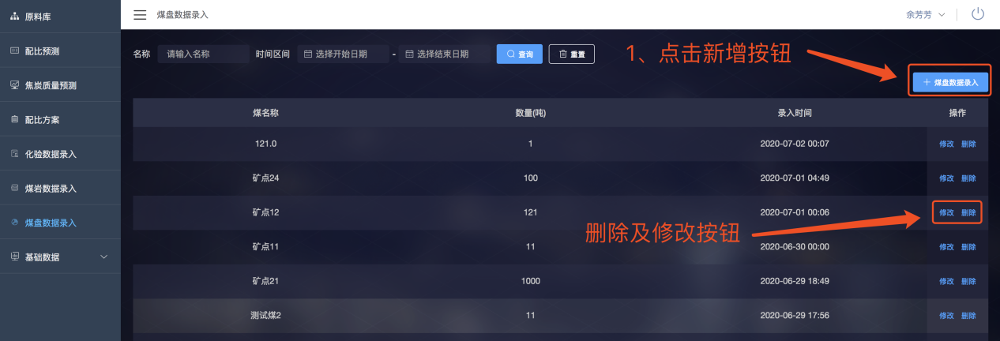 原料库
配比预测
焦炭质量预测
配比方案
化验数据录入
煤岩数据录入
煤盘数据录入
基础数据
煤盘数据录入
余芳芳
名称 请输入名称 时间区间 选择开始日期 - 选择结束日期 查询 重置
1、点击新增按钮
+ 煤盘数据录入
煤名称 数量(吨) 录入时间 操作
121.0 1 2020-07-02 00:07 修改 删除
矿点24 100 2020-07-01 04:49 修改 删除
矿点12 121 2020-07-01 00:06 修改 删除
删除及修改按钮
矿点11 11 2020-06-30 00:00 修改 删除
矿点21 1000 2020-06-29 18:49 修改 删除
测试煤2 11 2020-06-29 17:56 修改 删除